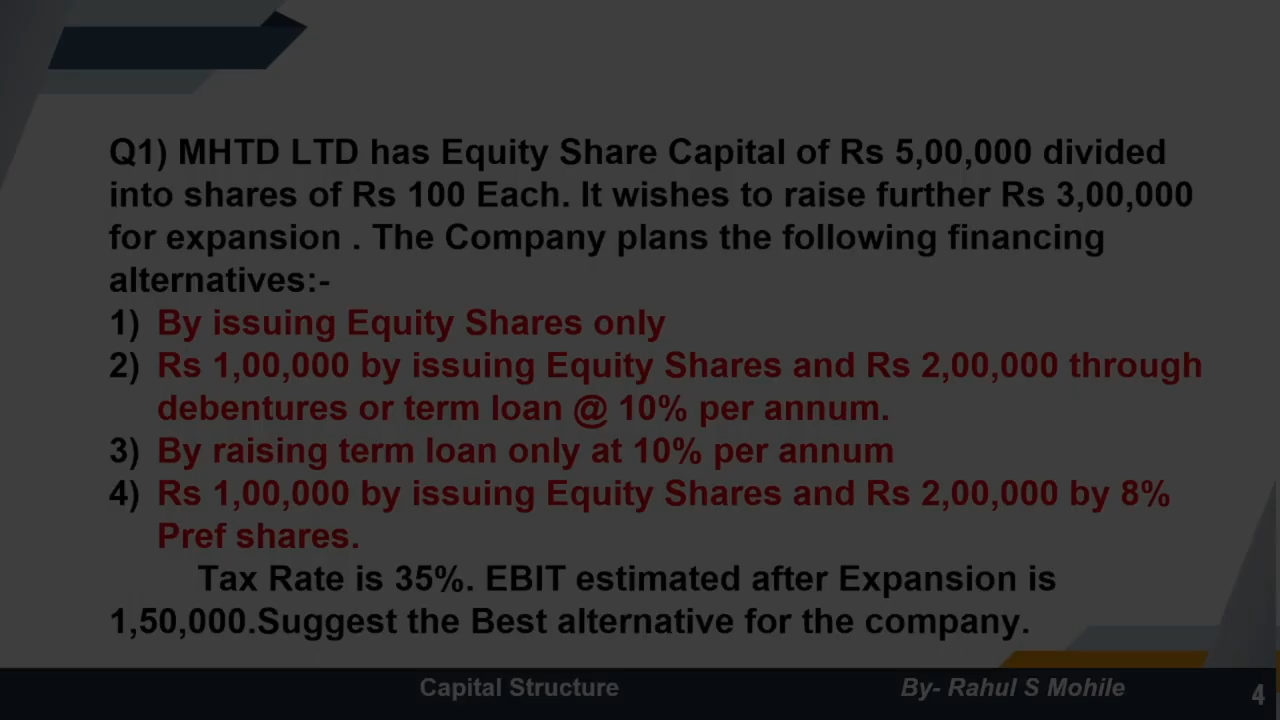 Q1) MHTD LTD has Equity Share Capital of Rs 5,00,000 divided
into shares of Rs 100 Each. It wishes to raise further Rs 3,00,000
for expansion . The Company plans the following financing
alternatives:-
1) By issuing Equity Shares only
2) Rs 1,00,000 by issuing Equity Shares and Rs 2,00,000 through
debentures or term loan @ 10% per annum.
3) By raising term loan only at 10% per annum
4) Rs 1,00,000 by issuing Equity Shares and Rs 2,00,000 by 8%
Pref shares.
Tax Rate is 35%. EBIT estimated after Expansion is
1,50,000.Suggest the Best alternative for the company.
Capital Structure By- Rahul S Mohile 4